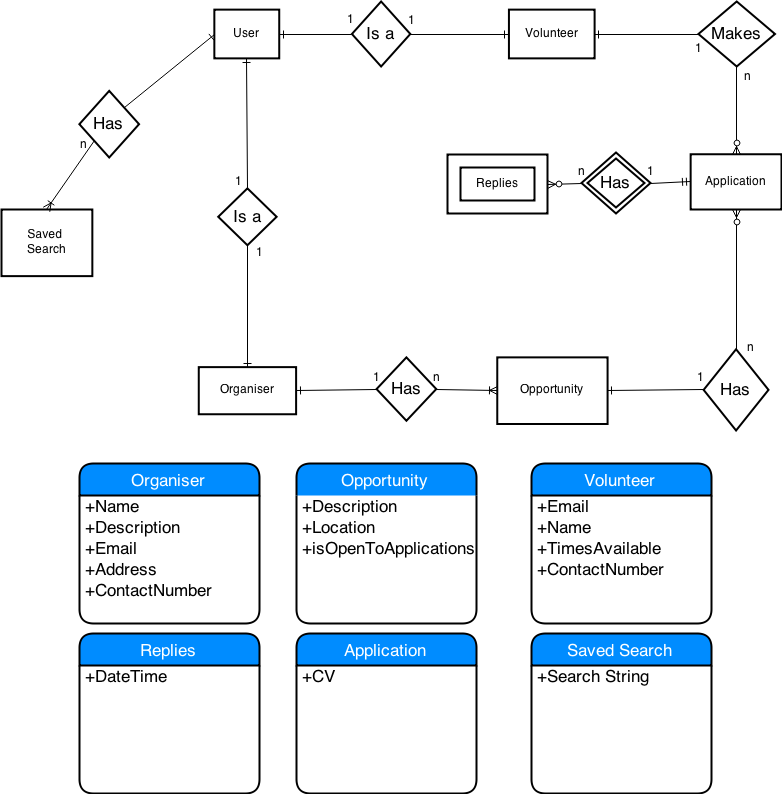 1
1
User
Is a
Volunteer
Makes
1
n
Has
n
Replies
n
Has
1
Application
1
Is a
1
Saved
Search
1
n
1
n
Organiser
Has
Opportunity
Has
Organiser
+Name
+Description
+Email
+Address
+ContactNumber
Opportunity
+Description
+Location
+isOpenToApplications
Volunteer
+Email
+Name
+TimesAvailable
+ContactNumber
Replies
+DateTime
Application
+CV
Saved Search
+Search String